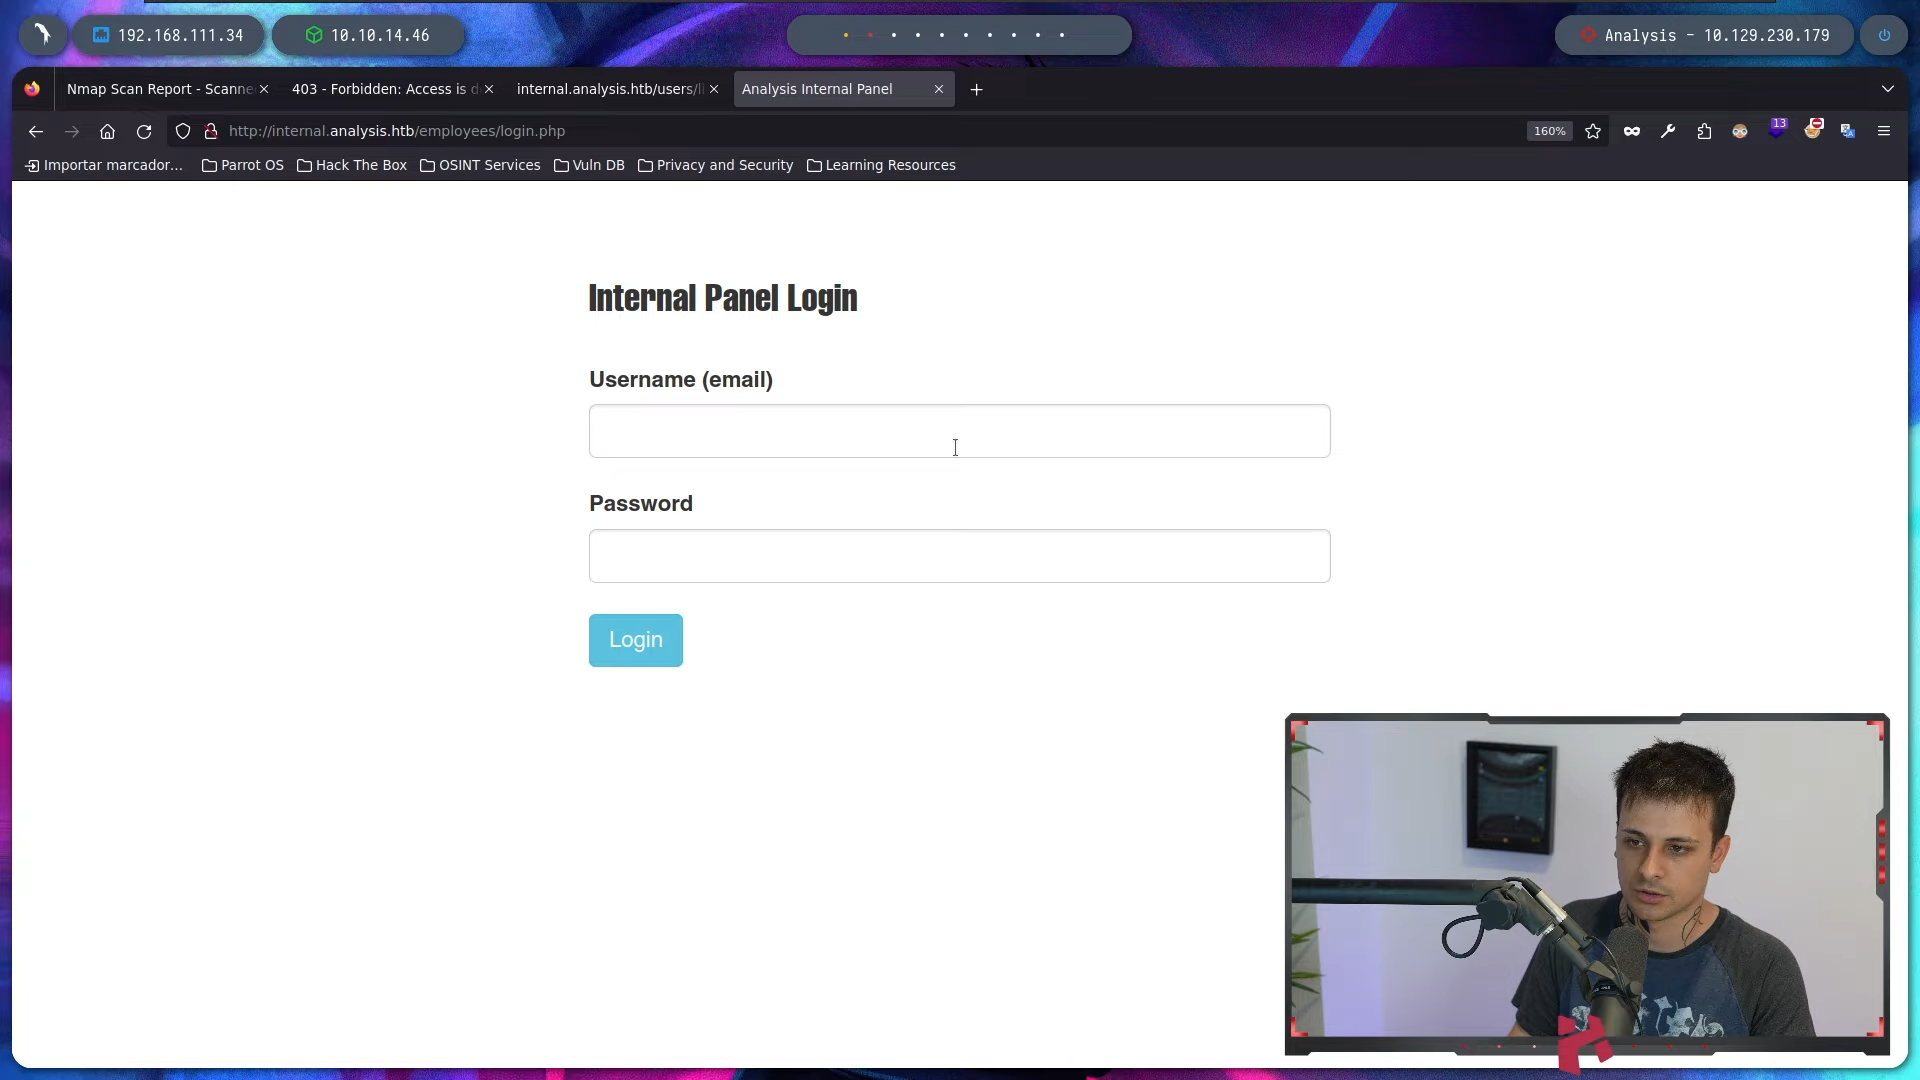 192.168.111.34
10.10.14.46
Analysis - 10.129.230.179
Nmap Scan Report - Scanne
403 - Forbidden: Access is d
internal.analysis.htb/users/li
Analysis Internal Panel
http://internal.analysis.htb/employees/login.php
160%
13
Importar marcador...
Parrot OS
Hack The Box
OSINT Services
Vuln DB
Privacy and Security
Learning Resources
Internal Panel Login
Username (email)
Password
Login